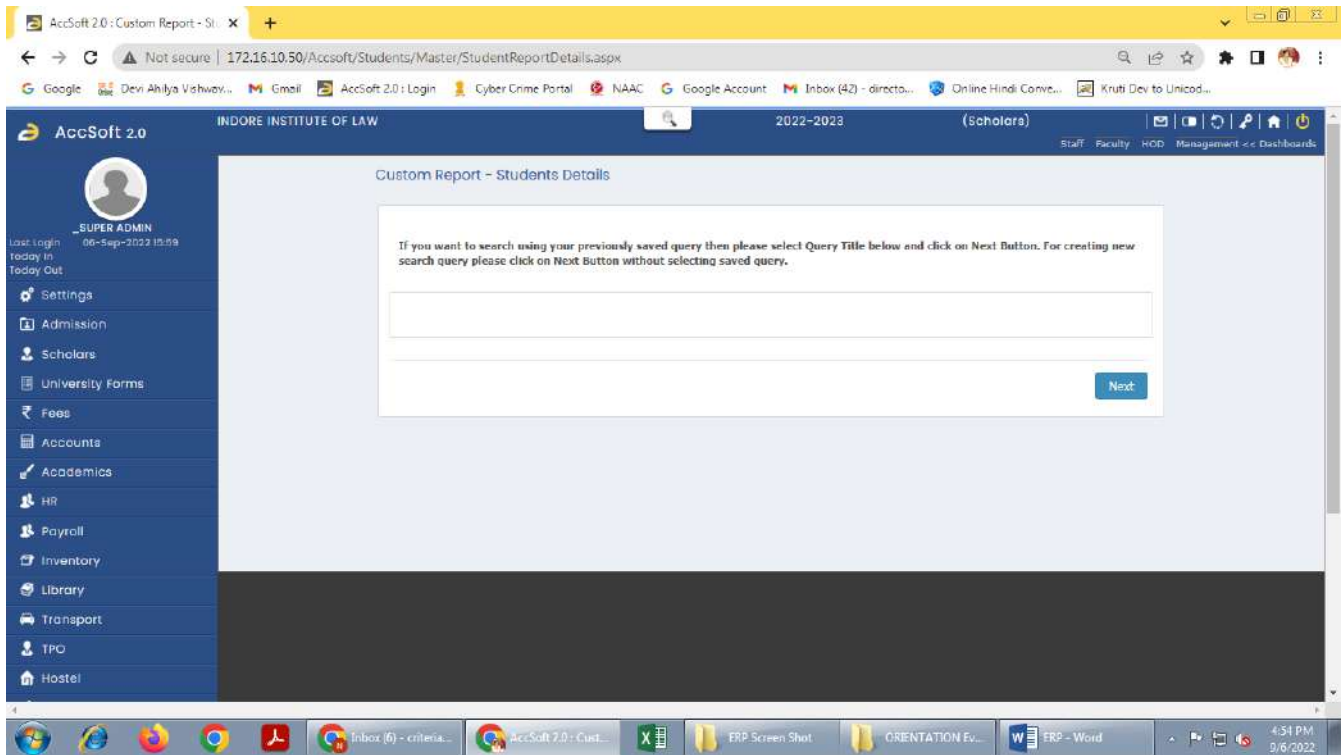 AccSoft 2.0 : Custom Report - St
Not secure | 172.16.10.50/Accsoft/Students/Master/StudentReportDetails.aspx
Google Devi Ahilya Vishwav... Gmail AccSoft 2.0 : Login Cyber Crime Portal NAAC Google Account Inbox (42) - directo... Online Hindi Conve... Kruti Dev to Unicod...
AccSoft 2.0 INDORE INSTITUTE OF LAW 2022-2023 (Scholars)
Staff Faculty HOD Management << Dashboards
Custom Report - Students Details
_SUPER ADMIN
Last Login 06-Sep-2022 15:59
Today In
Today Out
If you want to search using your previously saved query then please select Query Title below and click on Next Button. For creating new
search query please click on Next Button without selecting saved query.
Next
Settings
Admission
Scholars
University Forms
Fees
Accounts
Academics
HR
Payroll
Inventory
Library
Transport
TPO
Hostel
Inbox (6) - criteria... AccSoft 2.0 : Cust... ERP Screen Shot ORIENTATION Ev... ERP - Word 4:54 PM
9/6/2022